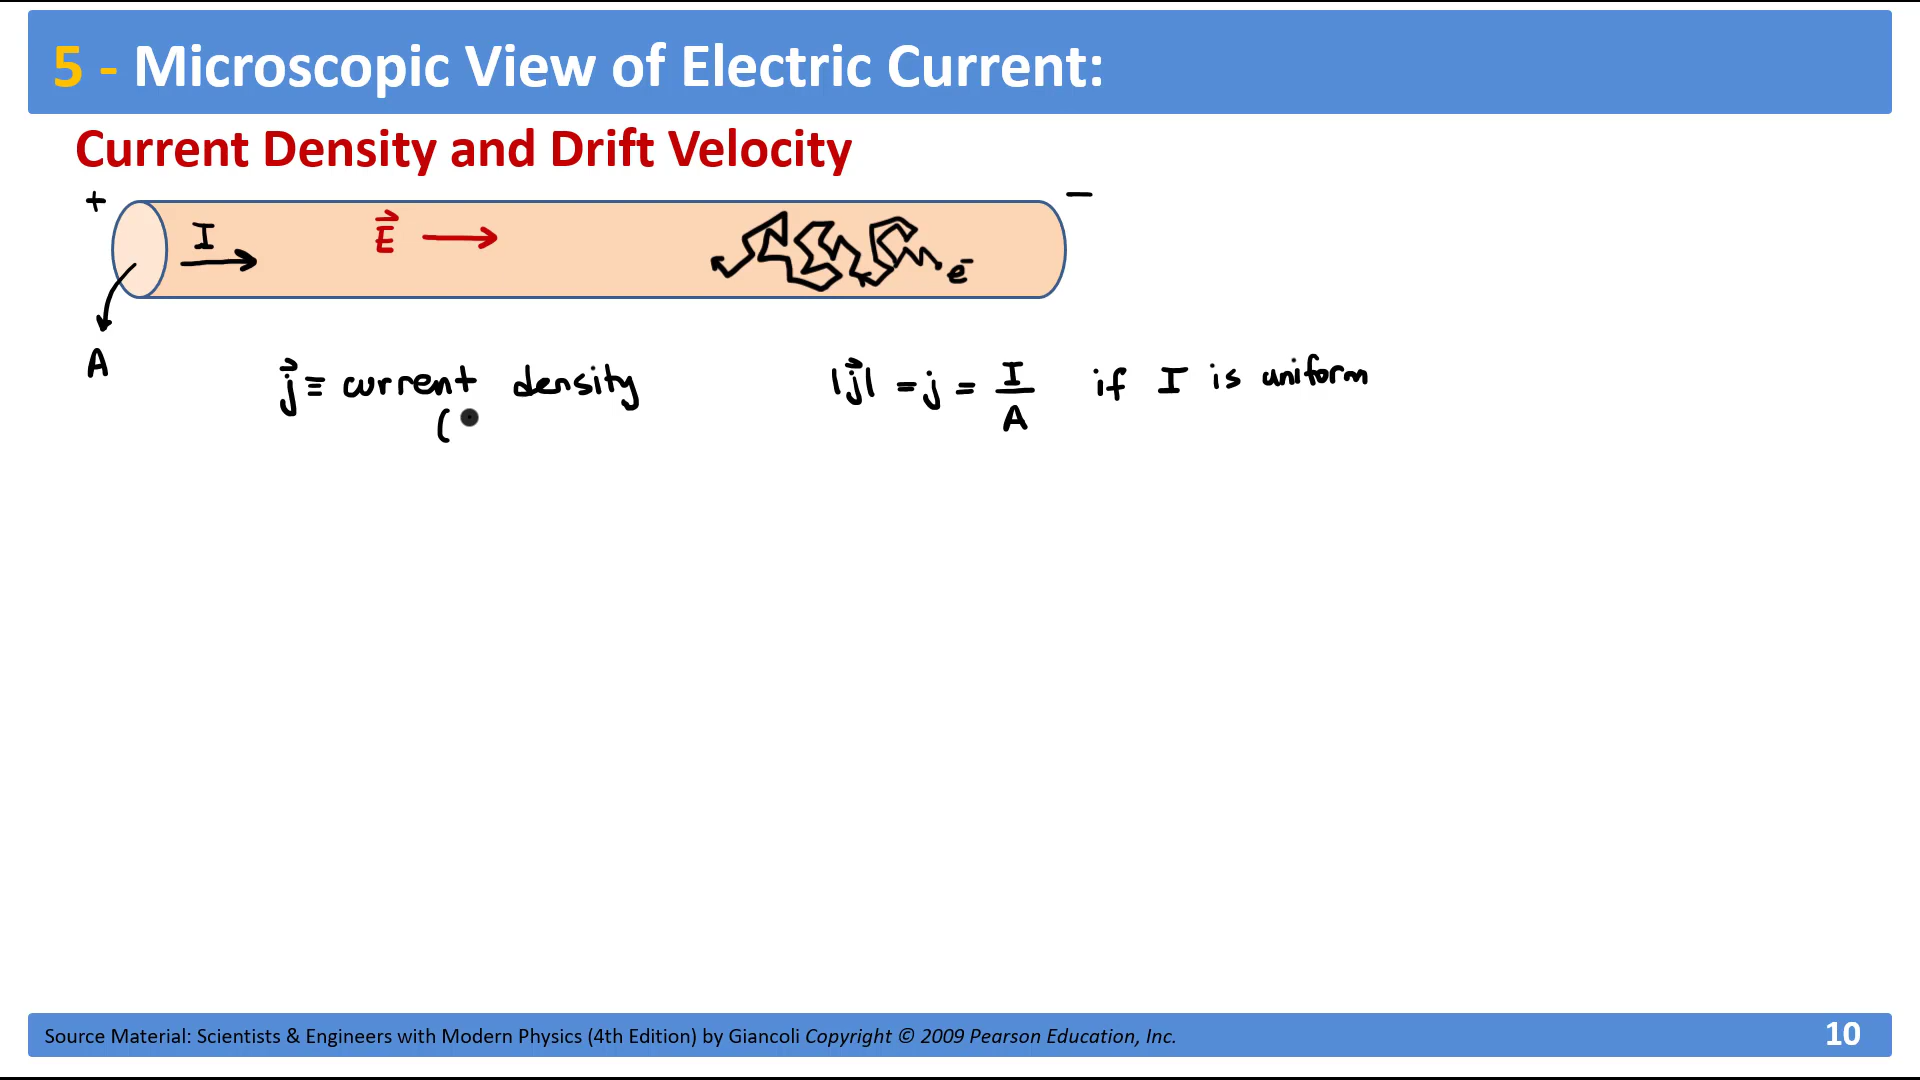 5 - Microscopic View of Electric Current:
Current Density and Drift Velocity
+ −
I E⃗
e⁻
A
j⃗ ≡ current density |j⃗| = j = I/A if I is uniform
(
Source Material: Scientists & Engineers with Modern Physics (4th Edition) by Giancoli Copyright © 2009 Pearson Education, Inc.
10